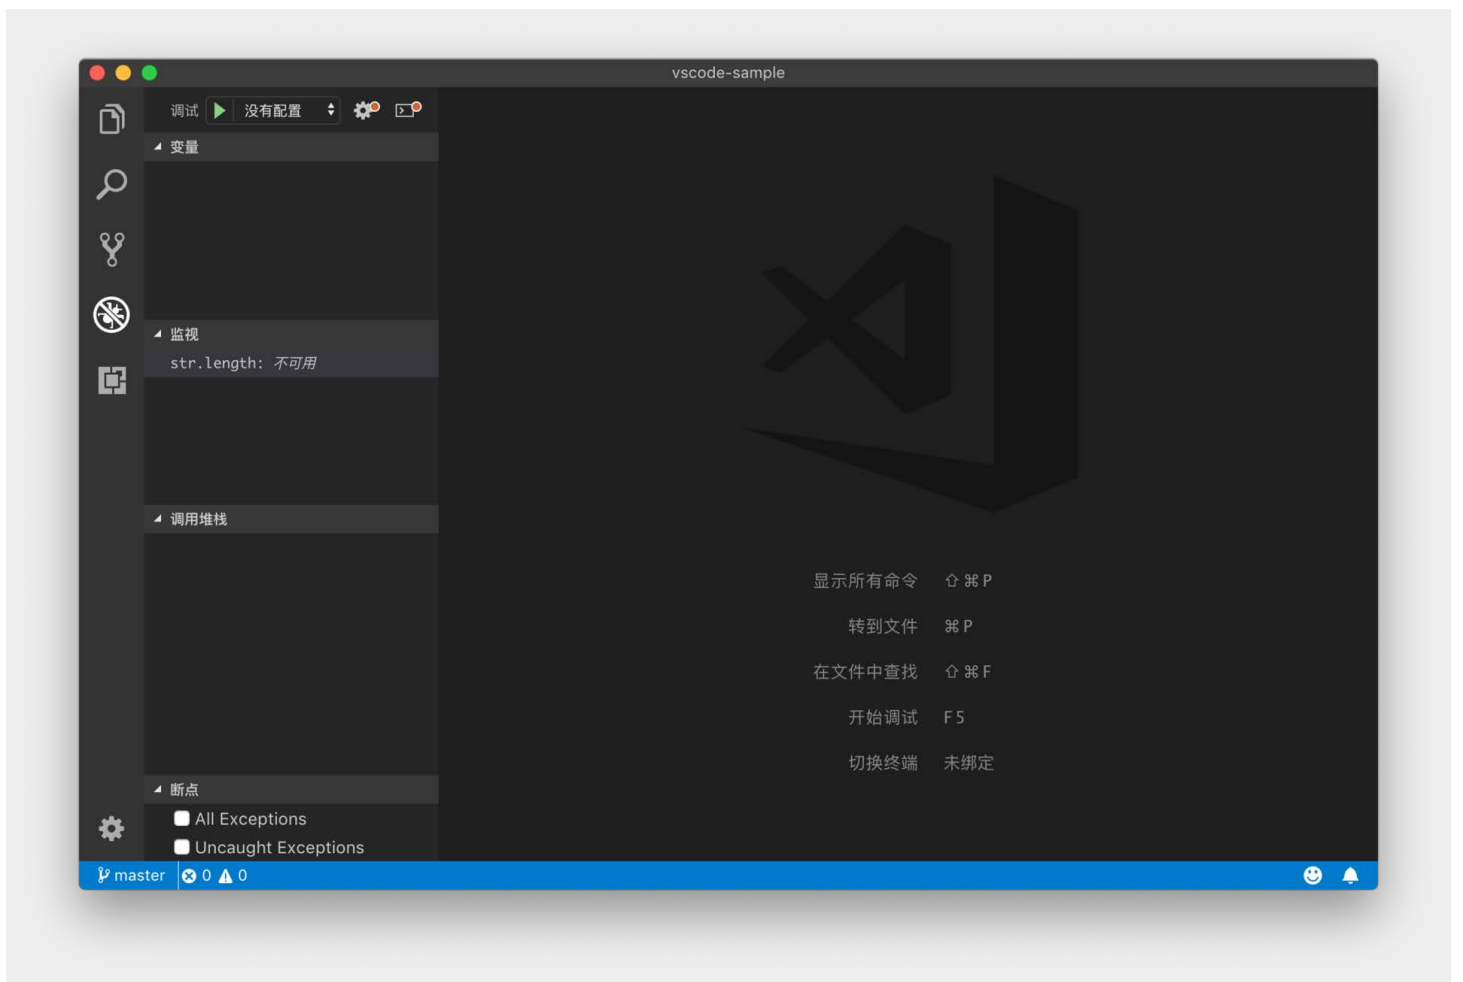 vscode-sample
调试 没有配置
变量
监视
str.length: 不可用
调用堆栈
断点
All Exceptions
Uncaught Exceptions
显示所有命令 ⇧⌘P
转到文件 ⌘P
在文件中查找 ⇧⌘F
开始调试 F5
切换终端 未绑定
master 0 0